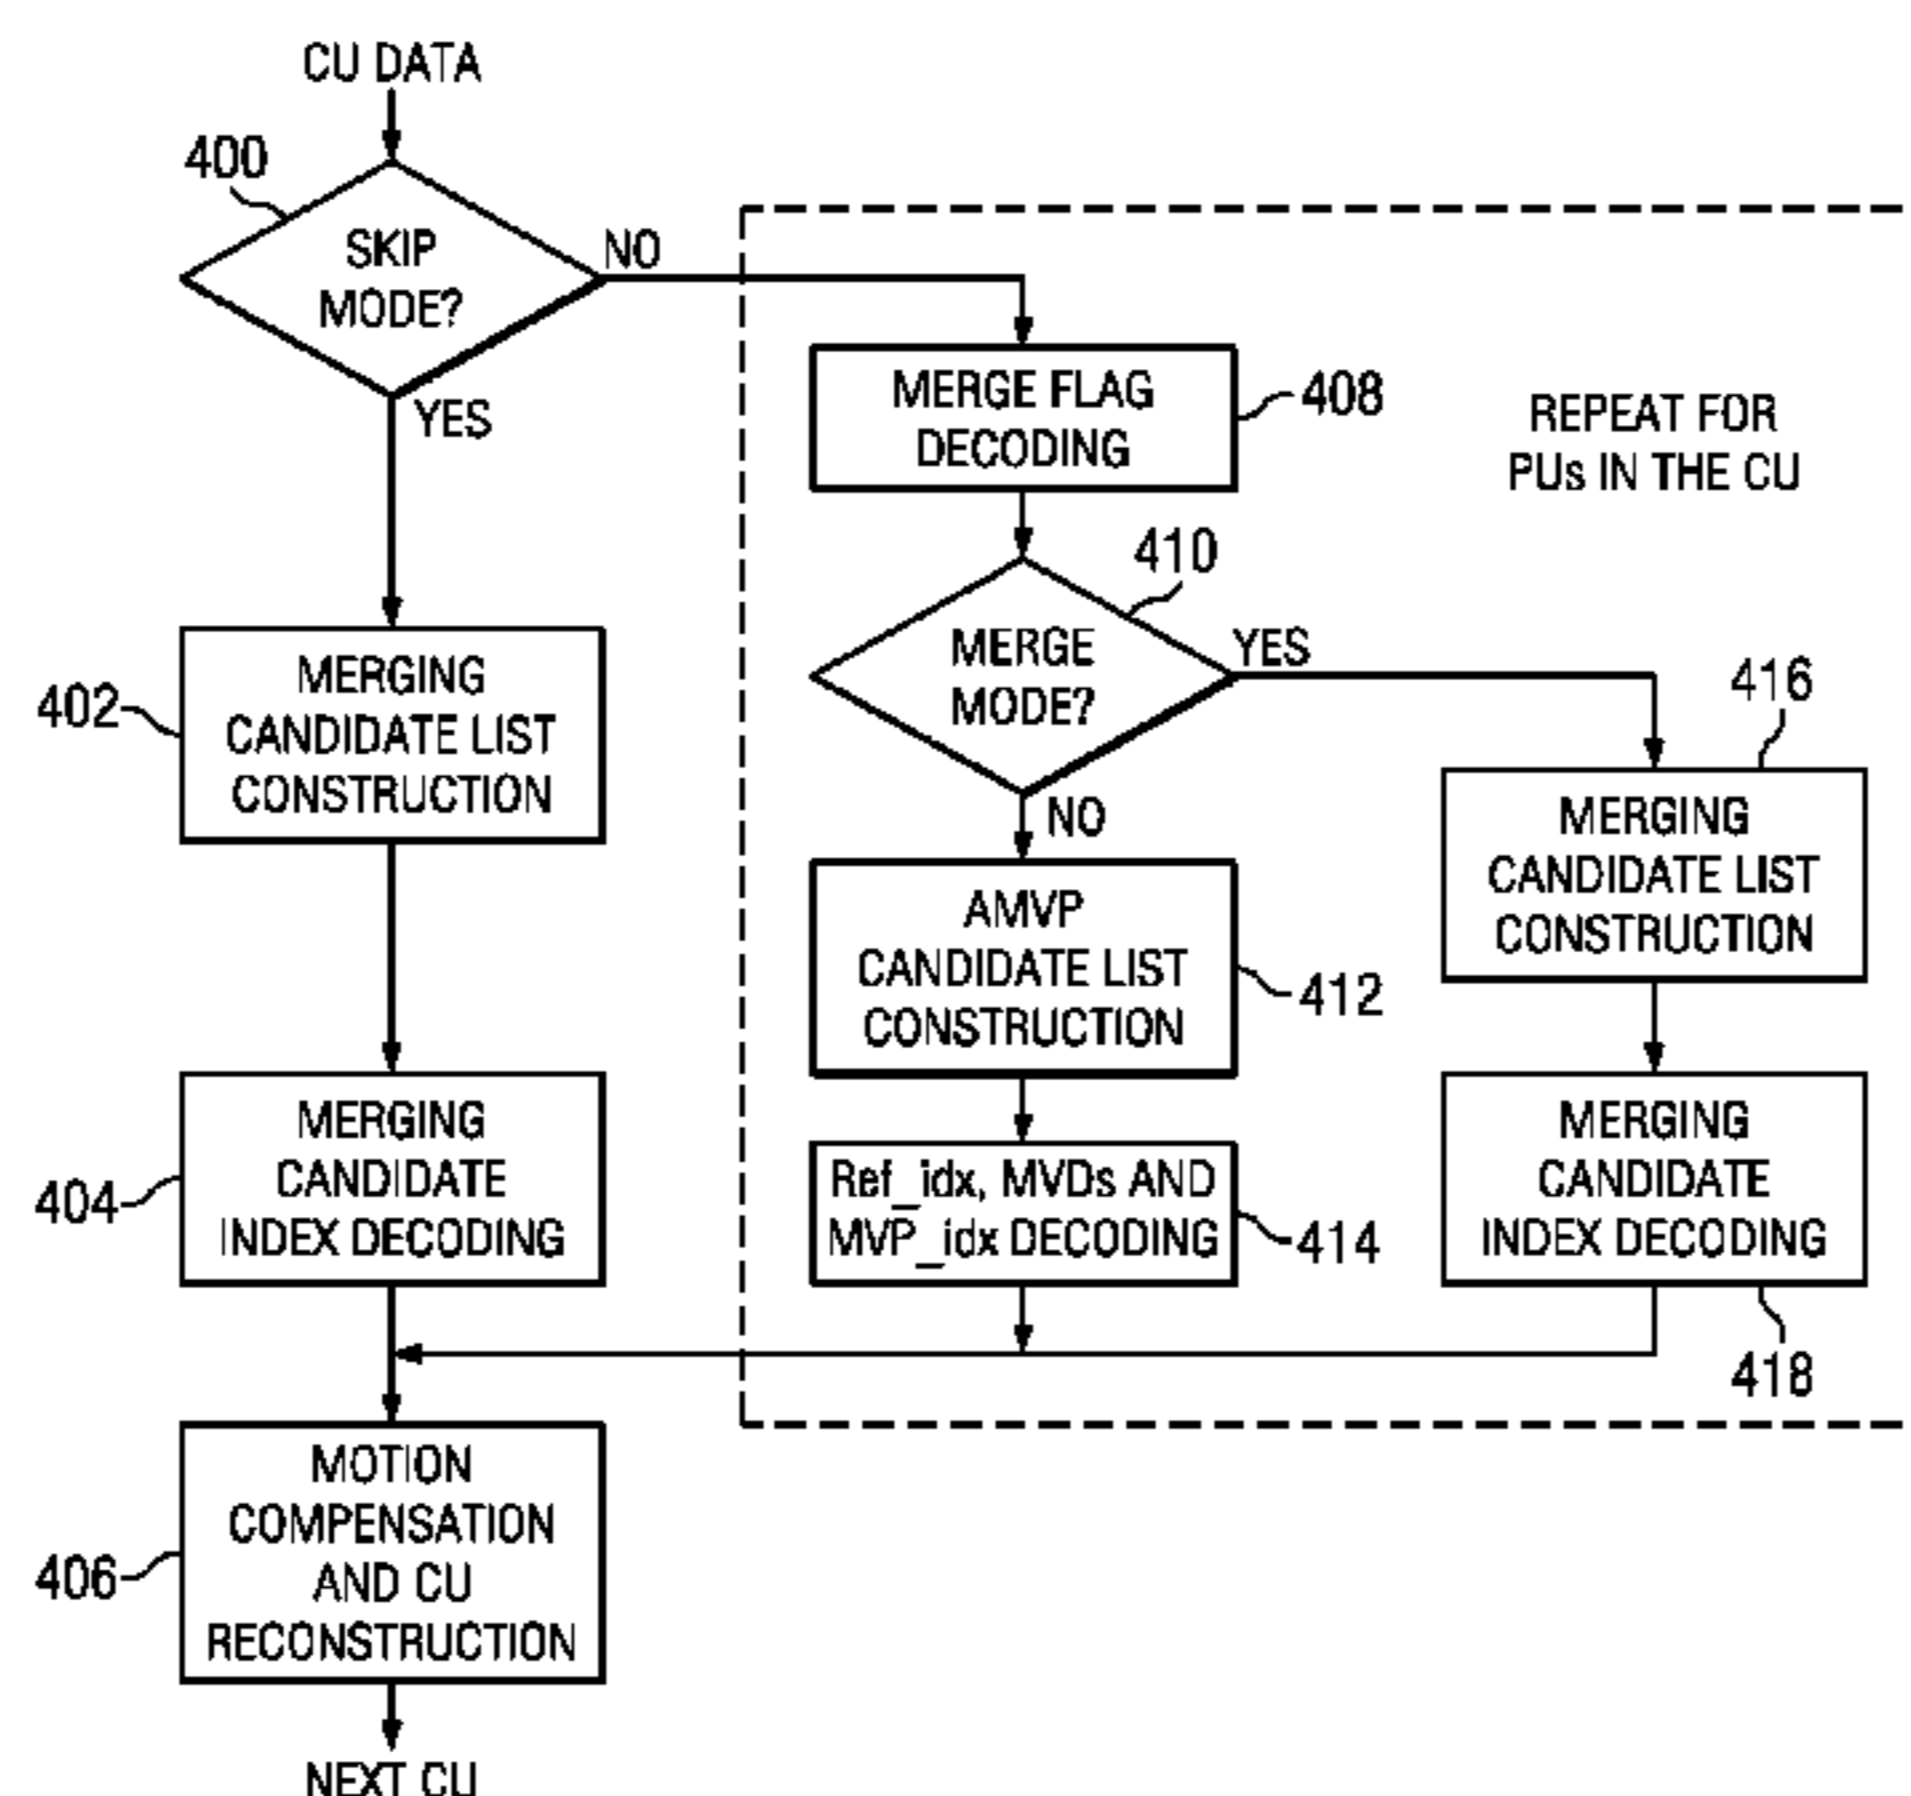 CU DATA
400
SKIP
MODE?
NO
YES
MERGE FLAG
DECODING
408
REPEAT FOR
PUs IN THE CU
410
MERGE
MODE?
YES
NO
402
MERGING
CANDIDATE LIST
CONSTRUCTION
416
MERGING
CANDIDATE LIST
CONSTRUCTION
AMVP
CANDIDATE LIST
CONSTRUCTION
412
404
MERGING
CANDIDATE
INDEX DECODING
Ref_idx, MVDs AND
MVP_idx DECODING
414
MERGING
CANDIDATE
INDEX DECODING
418
406
MOTION
COMPENSATION
AND CU
RECONSTRUCTION
NEXT CU